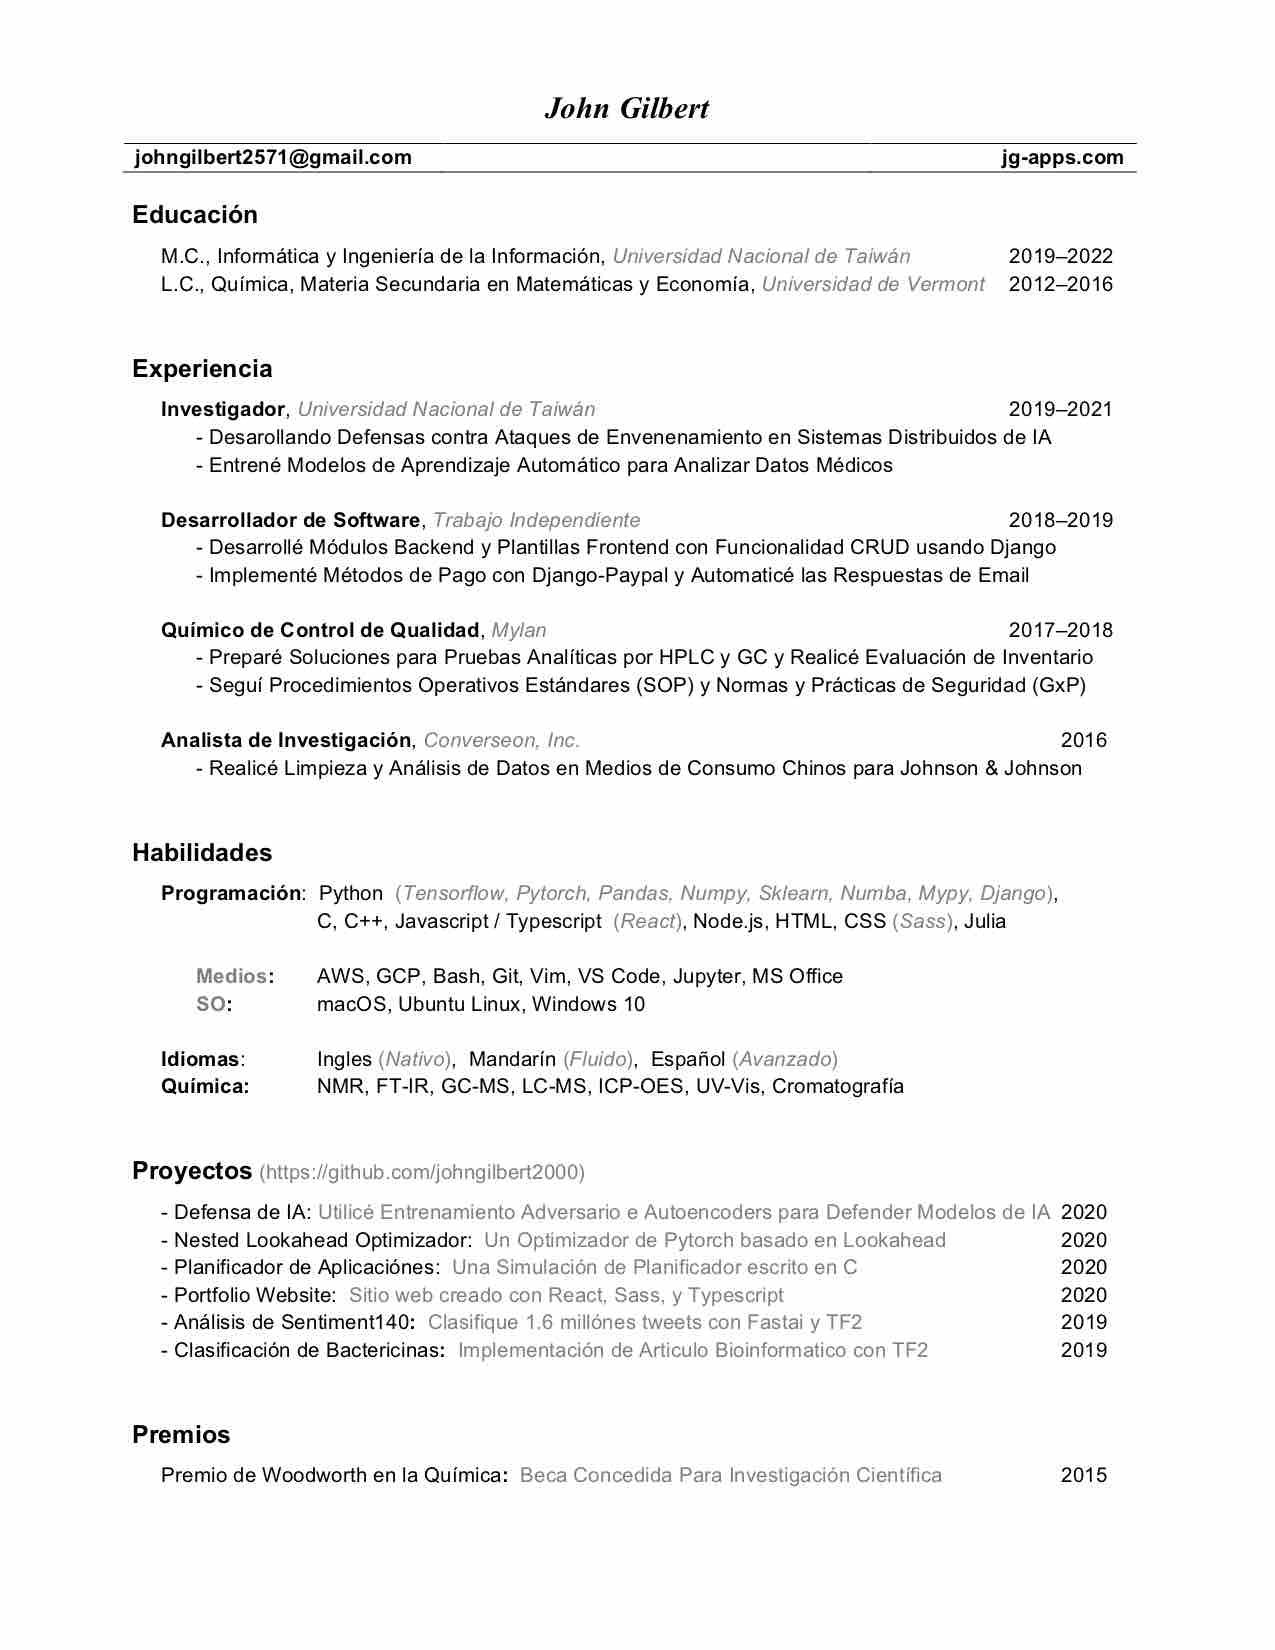 John Gilbert
johngilbert2571@gmail.com jg-apps.com
Educación
M.C., Informática y Ingeniería de la Información, Universidad Nacional de Taiwán 2019–2022
L.C., Química, Materia Secundaria en Matemáticas y Economía, Universidad de Vermont 2012–2016
Experiencia
Investigador, Universidad Nacional de Taiwán 2019–2021
- Desarollando Defensas contra Ataques de Envenenamiento en Sistemas Distribuidos de IA
- Entrené Modelos de Aprendizaje Automático para Analizar Datos Médicos
Desarrollador de Software, Trabajo Independiente 2018–2019
- Desarrollé Módulos Backend y Plantillas Frontend con Funcionalidad CRUD usando Django
- Implementé Métodos de Pago con Django-Paypal y Automaticé las Respuestas de Email
Químico de Control de Qualidad, Mylan 2017–2018
- Preparé Soluciones para Pruebas Analíticas por HPLC y GC y Realicé Evaluación de Inventario
- Seguí Procedimientos Operativos Estándares (SOP) y Normas y Prácticas de Seguridad (GxP)
Analista de Investigación, Converseon, Inc. 2016
- Realicé Limpieza y Análisis de Datos en Medios de Consumo Chinos para Johnson & Johnson
Habilidades
Programación: Python (Tensorflow, Pytorch, Pandas, Numpy, Sklearn, Numba, Mypy, Django),
C, C++, Javascript / Typescript (React), Node.js, HTML, CSS (Sass), Julia
Medios: AWS, GCP, Bash, Git, Vim, VS Code, Jupyter, MS Office
SO: macOS, Ubuntu Linux, Windows 10
Idiomas: Ingles (Nativo), Mandarín (Fluido), Español (Avanzado)
Química: NMR, FT-IR, GC-MS, LC-MS, ICP-OES, UV-Vis, Cromatografía
Proyectos (https://github.com/johngilbert2000)
- Defensa de IA: Utilicé Entrenamiento Adversario e Autoencoders para Defender Modelos de IA 2020
- Nested Lookahead Optimizador: Un Optimizador de Pytorch basado en Lookahead 2020
- Planificador de Aplicaciónes: Una Simulación de Planificador escrito en C 2020
- Portfolio Website: Sitio web creado con React, Sass, y Typescript 2020
- Análisis de Sentiment140: Clasifique 1.6 millónes tweets con Fastai y TF2 2019
- Clasificación de Bactericinas: Implementación de Articulo Bioinformatico con TF2 2019
Premios
Premio de Woodworth en la Química: Beca Concedida Para Investigación Científica 2015